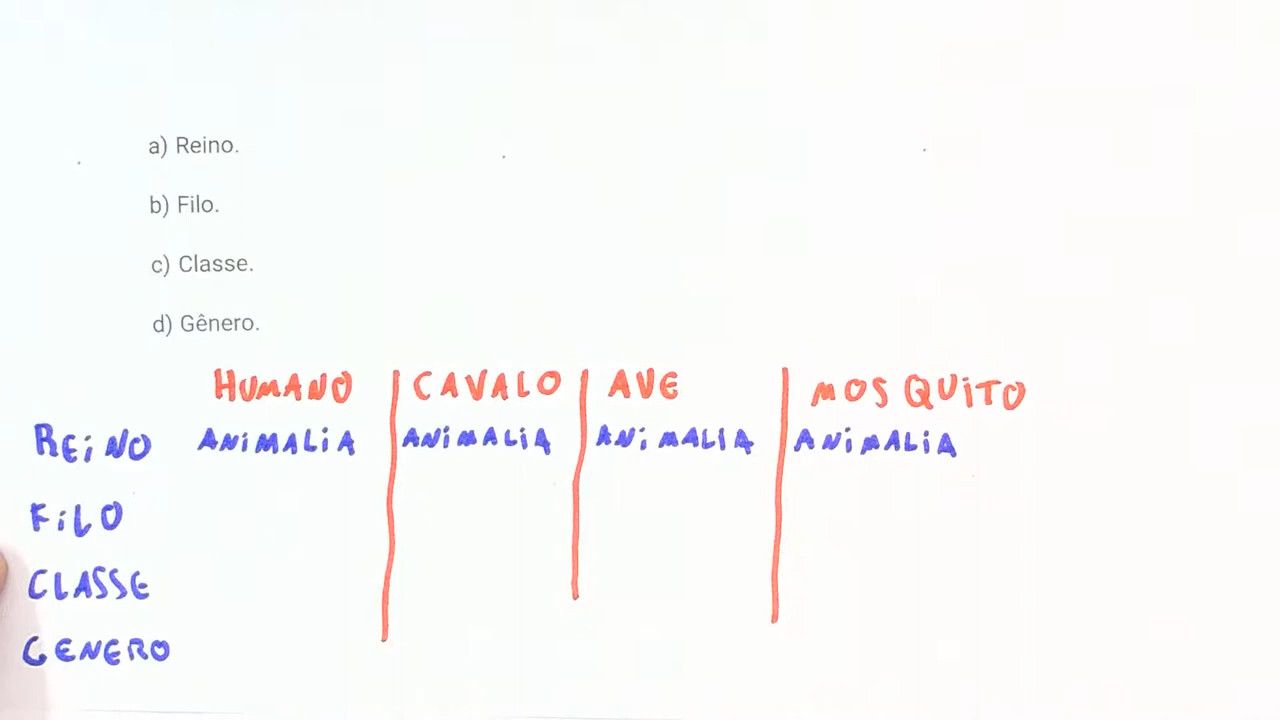 a) Reino.
b) Filo.
c) Classe.
d) Gênero.
HUMANO CAVALO AVE MOSQUITO
REiNO ANiMALiA ANiMALiA ANiMALiA ANiMALiA
FiLO
CLASSE
GENERO